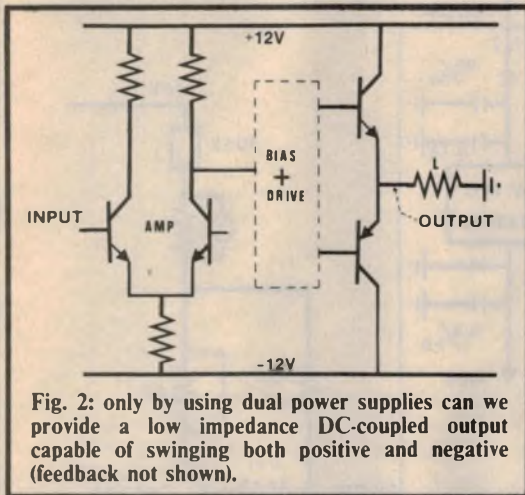 +12V
BIAS
+
DRIVE
L
INPUT
AMP
OUTPUT
-12V
Fig. 2: only by using dual power supplies can we
provide a low impedance DC-coupled output
capable of swinging both positive and negative
(feedback not shown).